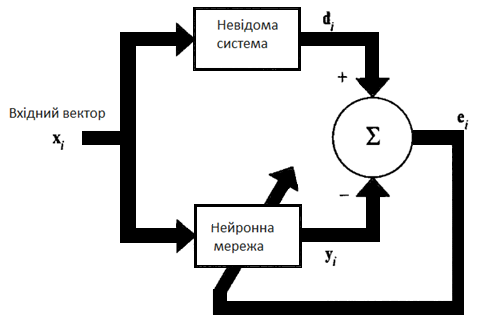 Невідома
система
d_i
+
Вхідний вектор
x_i
Σ
e_i
−
Нейронна
мережа
y_i